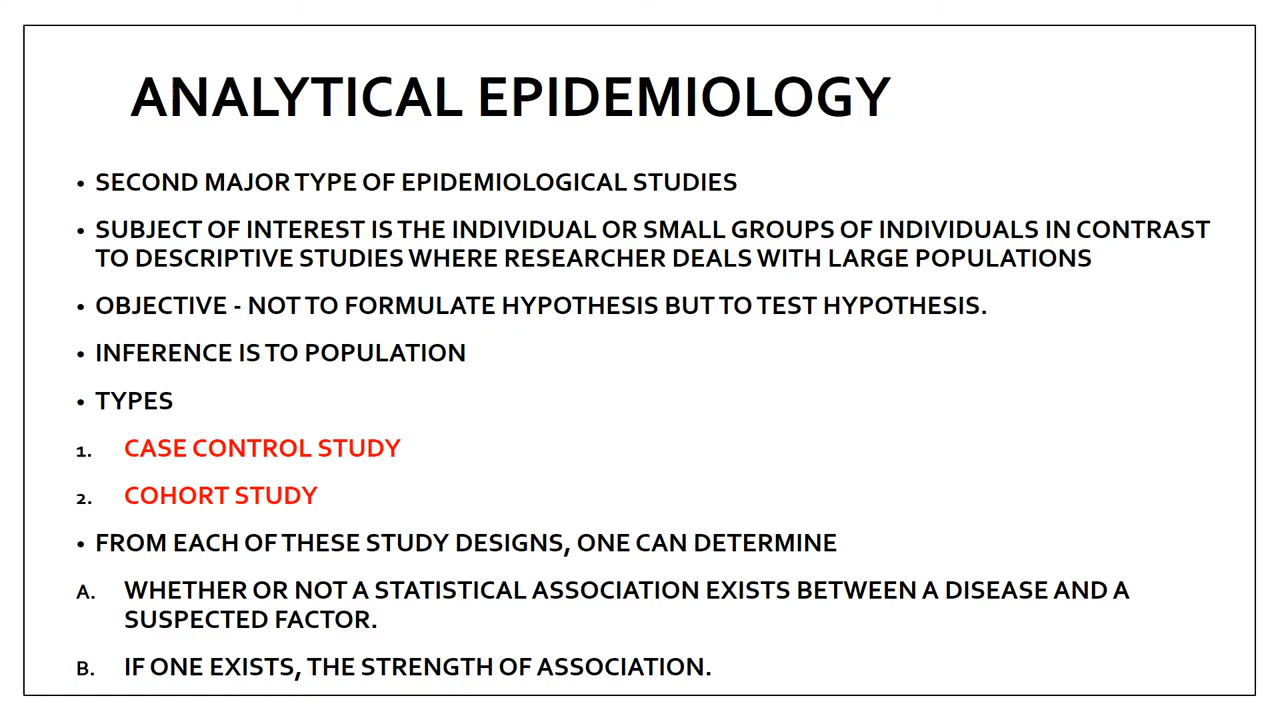 ANALYTICAL EPIDEMIOLOGY
• SECOND MAJOR TYPE OF EPIDEMIOLOGICAL STUDIES
• SUBJECT OF INTEREST IS THE INDIVIDUAL OR SMALL GROUPS OF INDIVIDUALS IN CONTRAST
TO DESCRIPTIVE STUDIES WHERE RESEARCHER DEALS WITH LARGE POPULATIONS
• OBJECTIVE - NOT TO FORMULATE HYPOTHESIS BUT TO TEST HYPOTHESIS.
• INFERENCE IS TO POPULATION
• TYPES
1. CASE CONTROL STUDY
2. COHORT STUDY
• FROM EACH OF THESE STUDY DESIGNS, ONE CAN DETERMINE
A. WHETHER OR NOT A STATISTICAL ASSOCIATION EXISTS BETWEEN A DISEASE AND A
SUSPECTED FACTOR.
B. IF ONE EXISTS, THE STRENGTH OF ASSOCIATION.